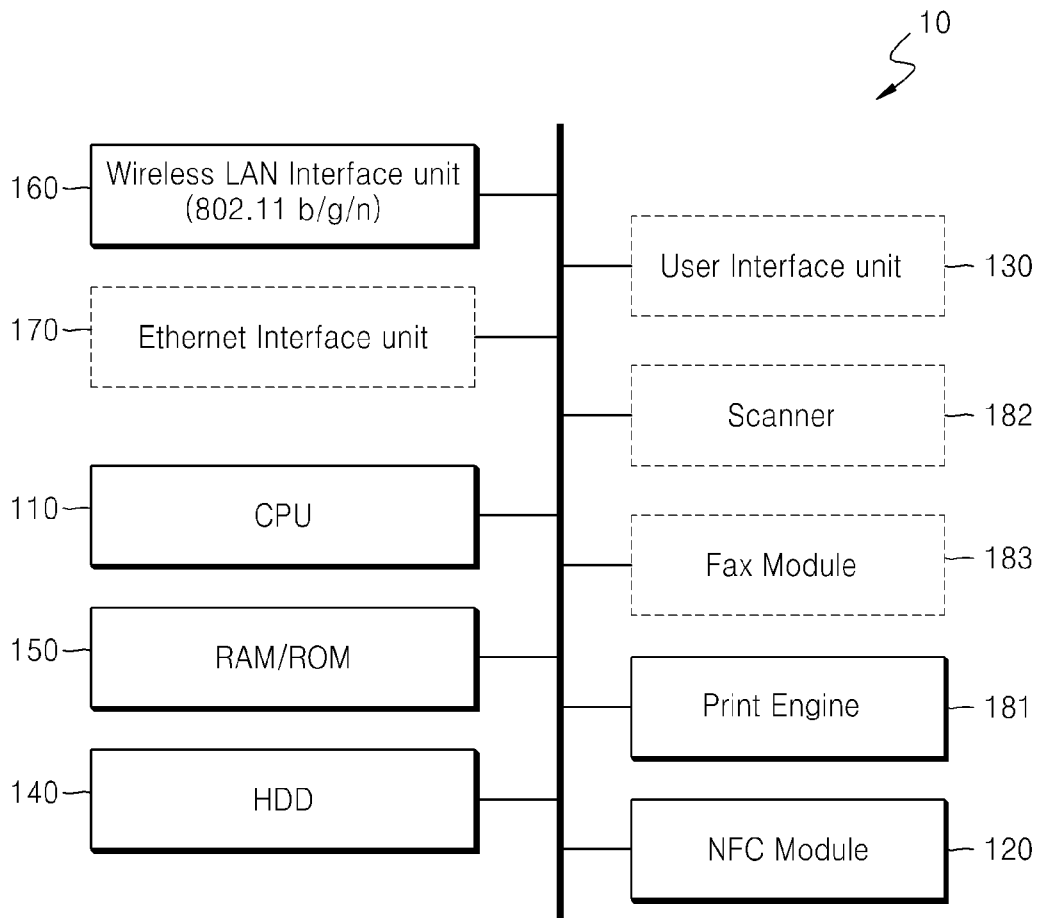 10
160
Wireless LAN Interface unit
(802.11 b/g/n)
170
Ethernet Interface unit
110
CPU
150
RAM/ROM
140
HDD
User Interface unit
130
Scanner
182
Fax Module
183
Print Engine
181
NFC Module
120